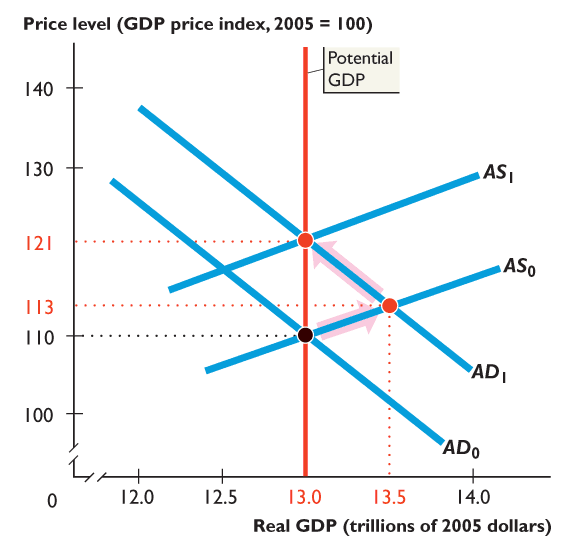 Price level (GDP price index, 2005 = 100)
Potential
GDP
140
130
121
113
110
100
0
AS1
AS0
AD1
AD0
12.0 12.5 13.0 13.5 14.0
Real GDP (trillions of 2005 dollars)